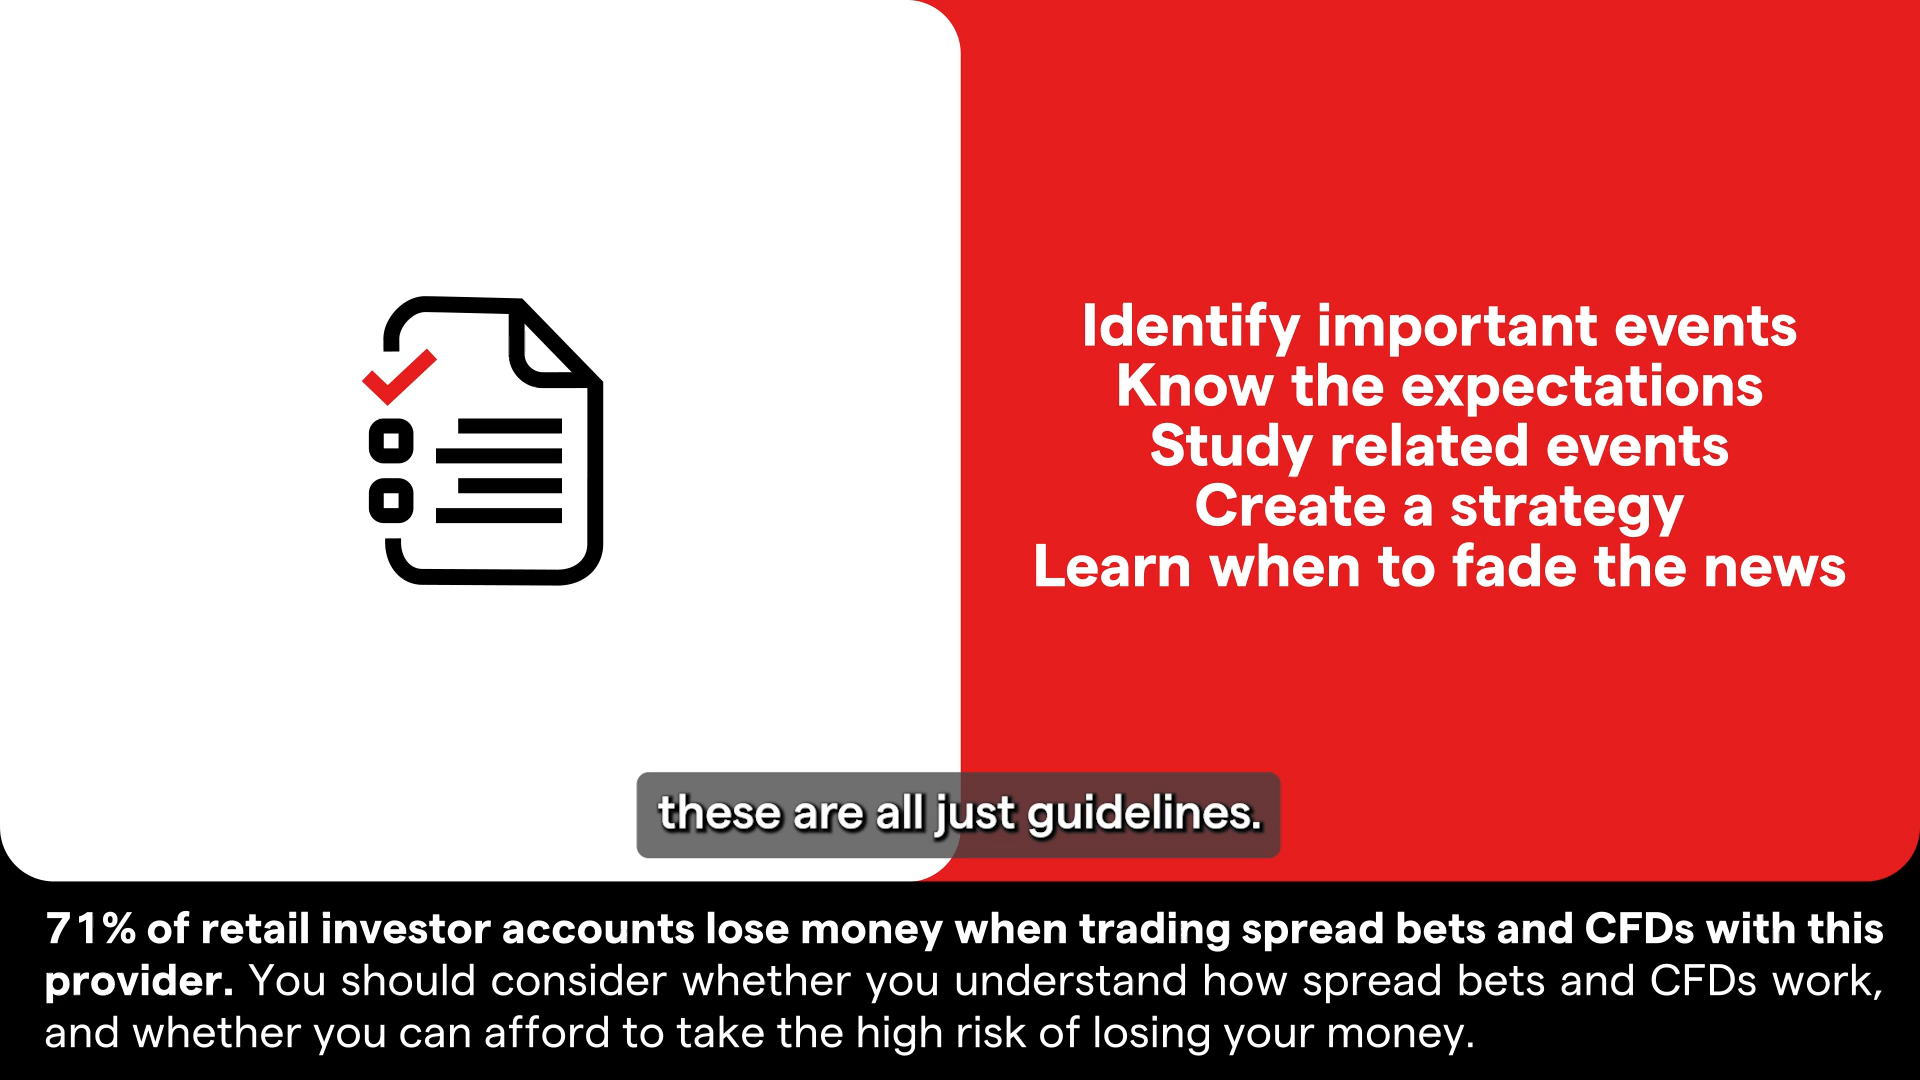 Identify important events
Know the expectations
Study related events
Create a strategy
Learn when to fade the news
these are all just guidelines.
71% of retail investor accounts lose money when trading spread bets and CFDs with this
provider. You should consider whether you understand how spread bets and CFDs work,
and whether you can afford to take the high risk of losing your money.